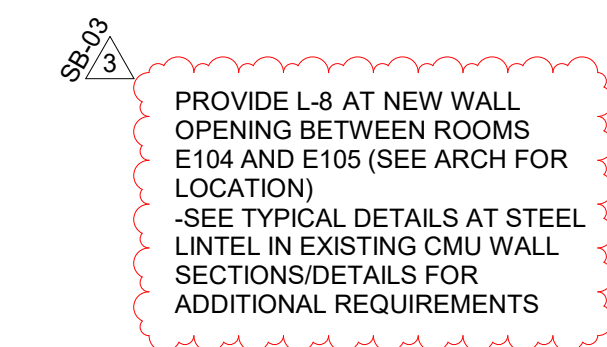 SB-03
3
PROVIDE L-8 AT NEW WALL
OPENING BETWEEN ROOMS
E104 AND E105 (SEE ARCH FOR
LOCATION)
-SEE TYPICAL DETAILS AT STEEL
LINTEL IN EXISTING CMU WALL
SECTIONS/DETAILS FOR
ADDITIONAL REQUIREMENTS